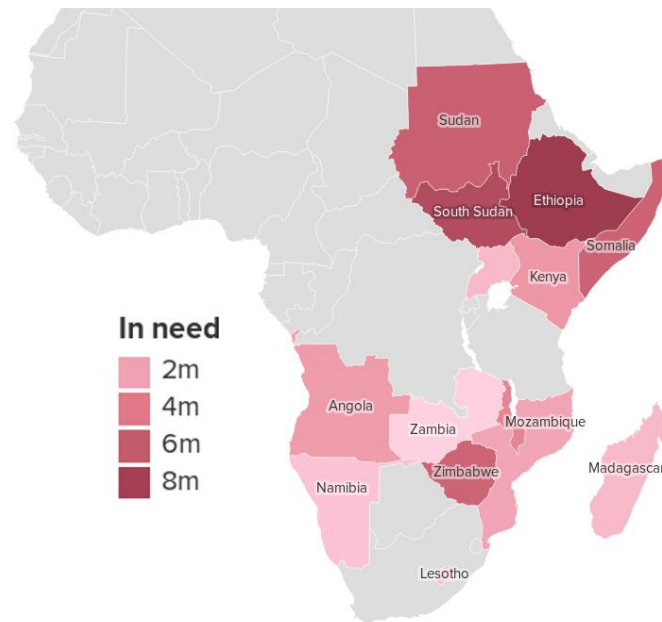 Sudan
South Sudan
Ethiopia
Somalia
Kenya
In need
2m
4m
6m
8m
Angola
Zambia
Mozambique
Zimbabwe
Madagascar
Namibia
Lesotho